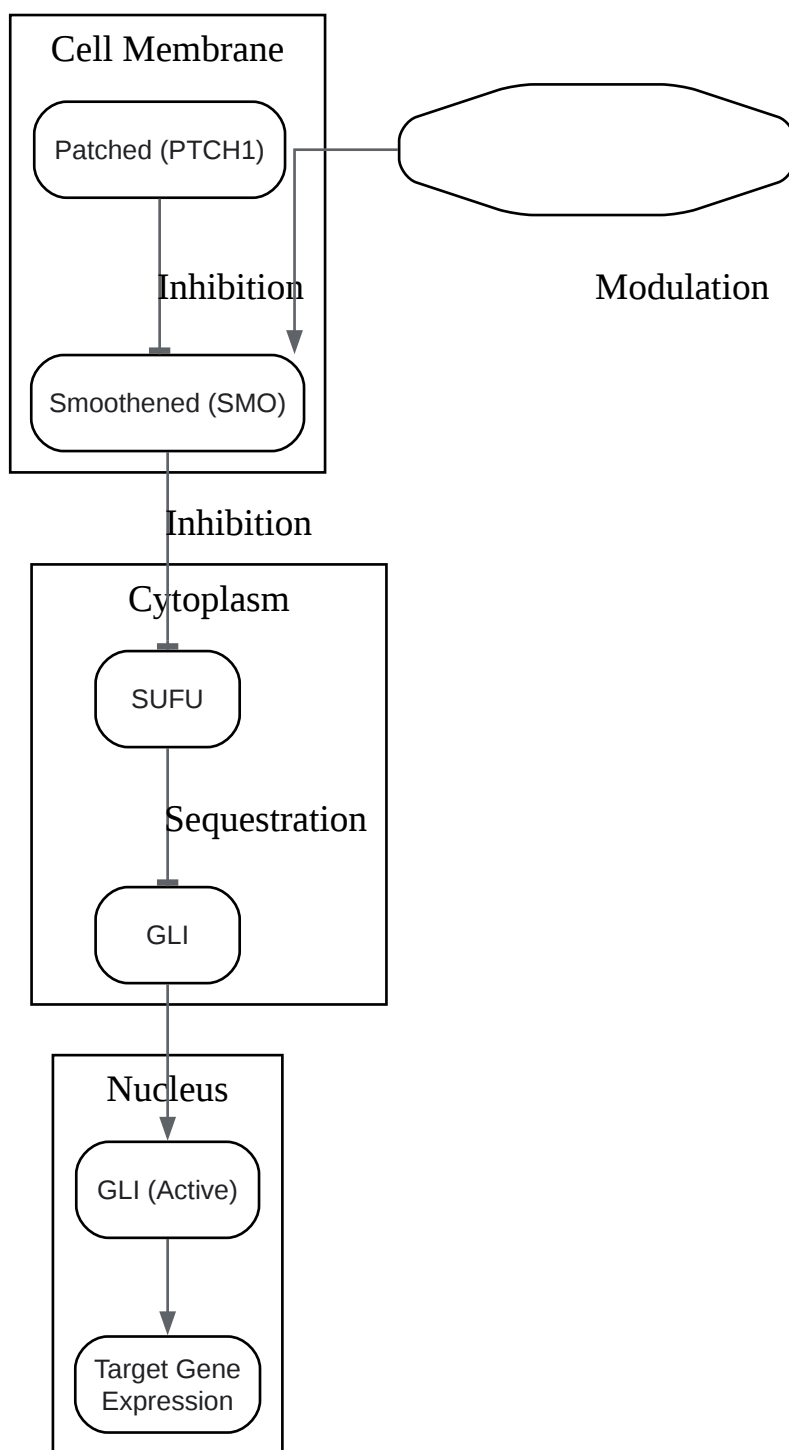 Cell Membrane
Patched (PTCH1)
Inhibition
Modulation
Smoothened (SMO)
Inhibition
Cytoplasm
SUFU
Sequestration
GLI
Nucleus
GLI (Active)
Target Gene
Expression